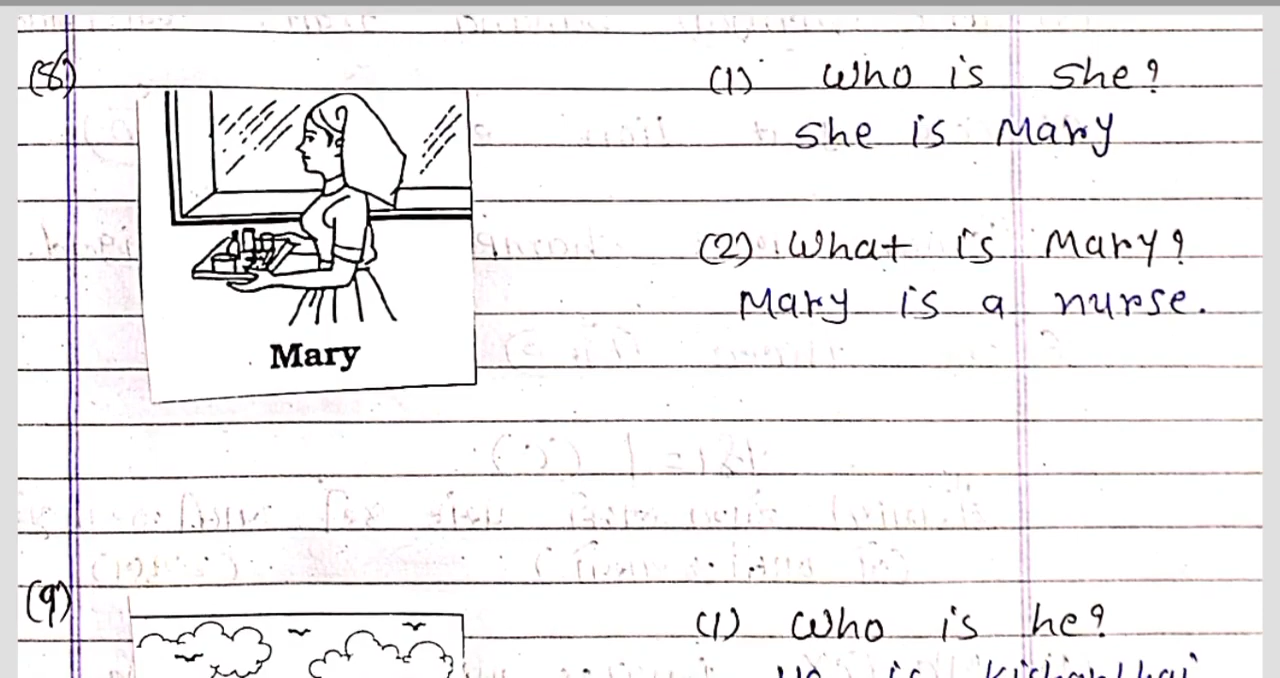 (8)
(1) Who is she?
she is Mary
(2) What is Mary?
Mary is a nurse.
Mary
(9)
(1) Who is he?
is